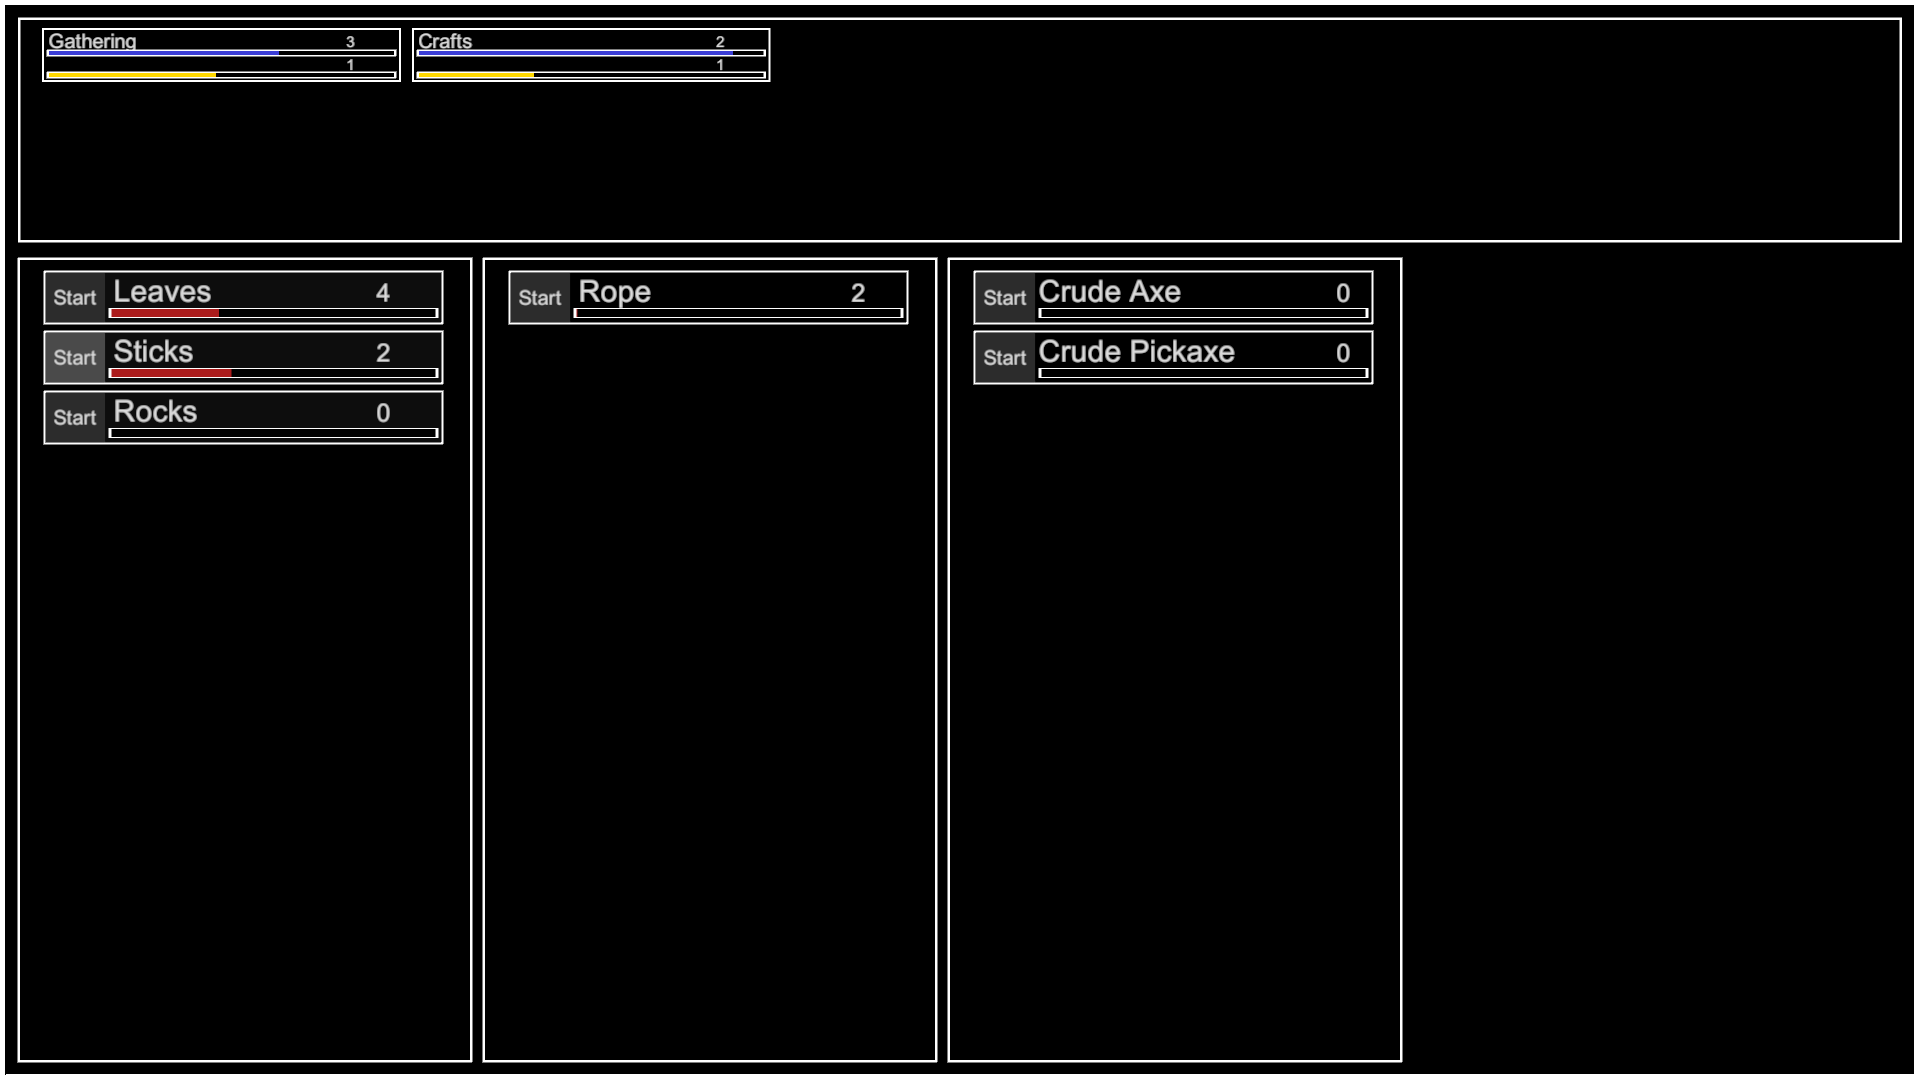 Gathering 3
1
Crafts 2
1
Start Leaves 4
Start Sticks 2
Start Rocks 0
Start Rope 2
Start Crude Axe 0
Start Crude Pickaxe 0